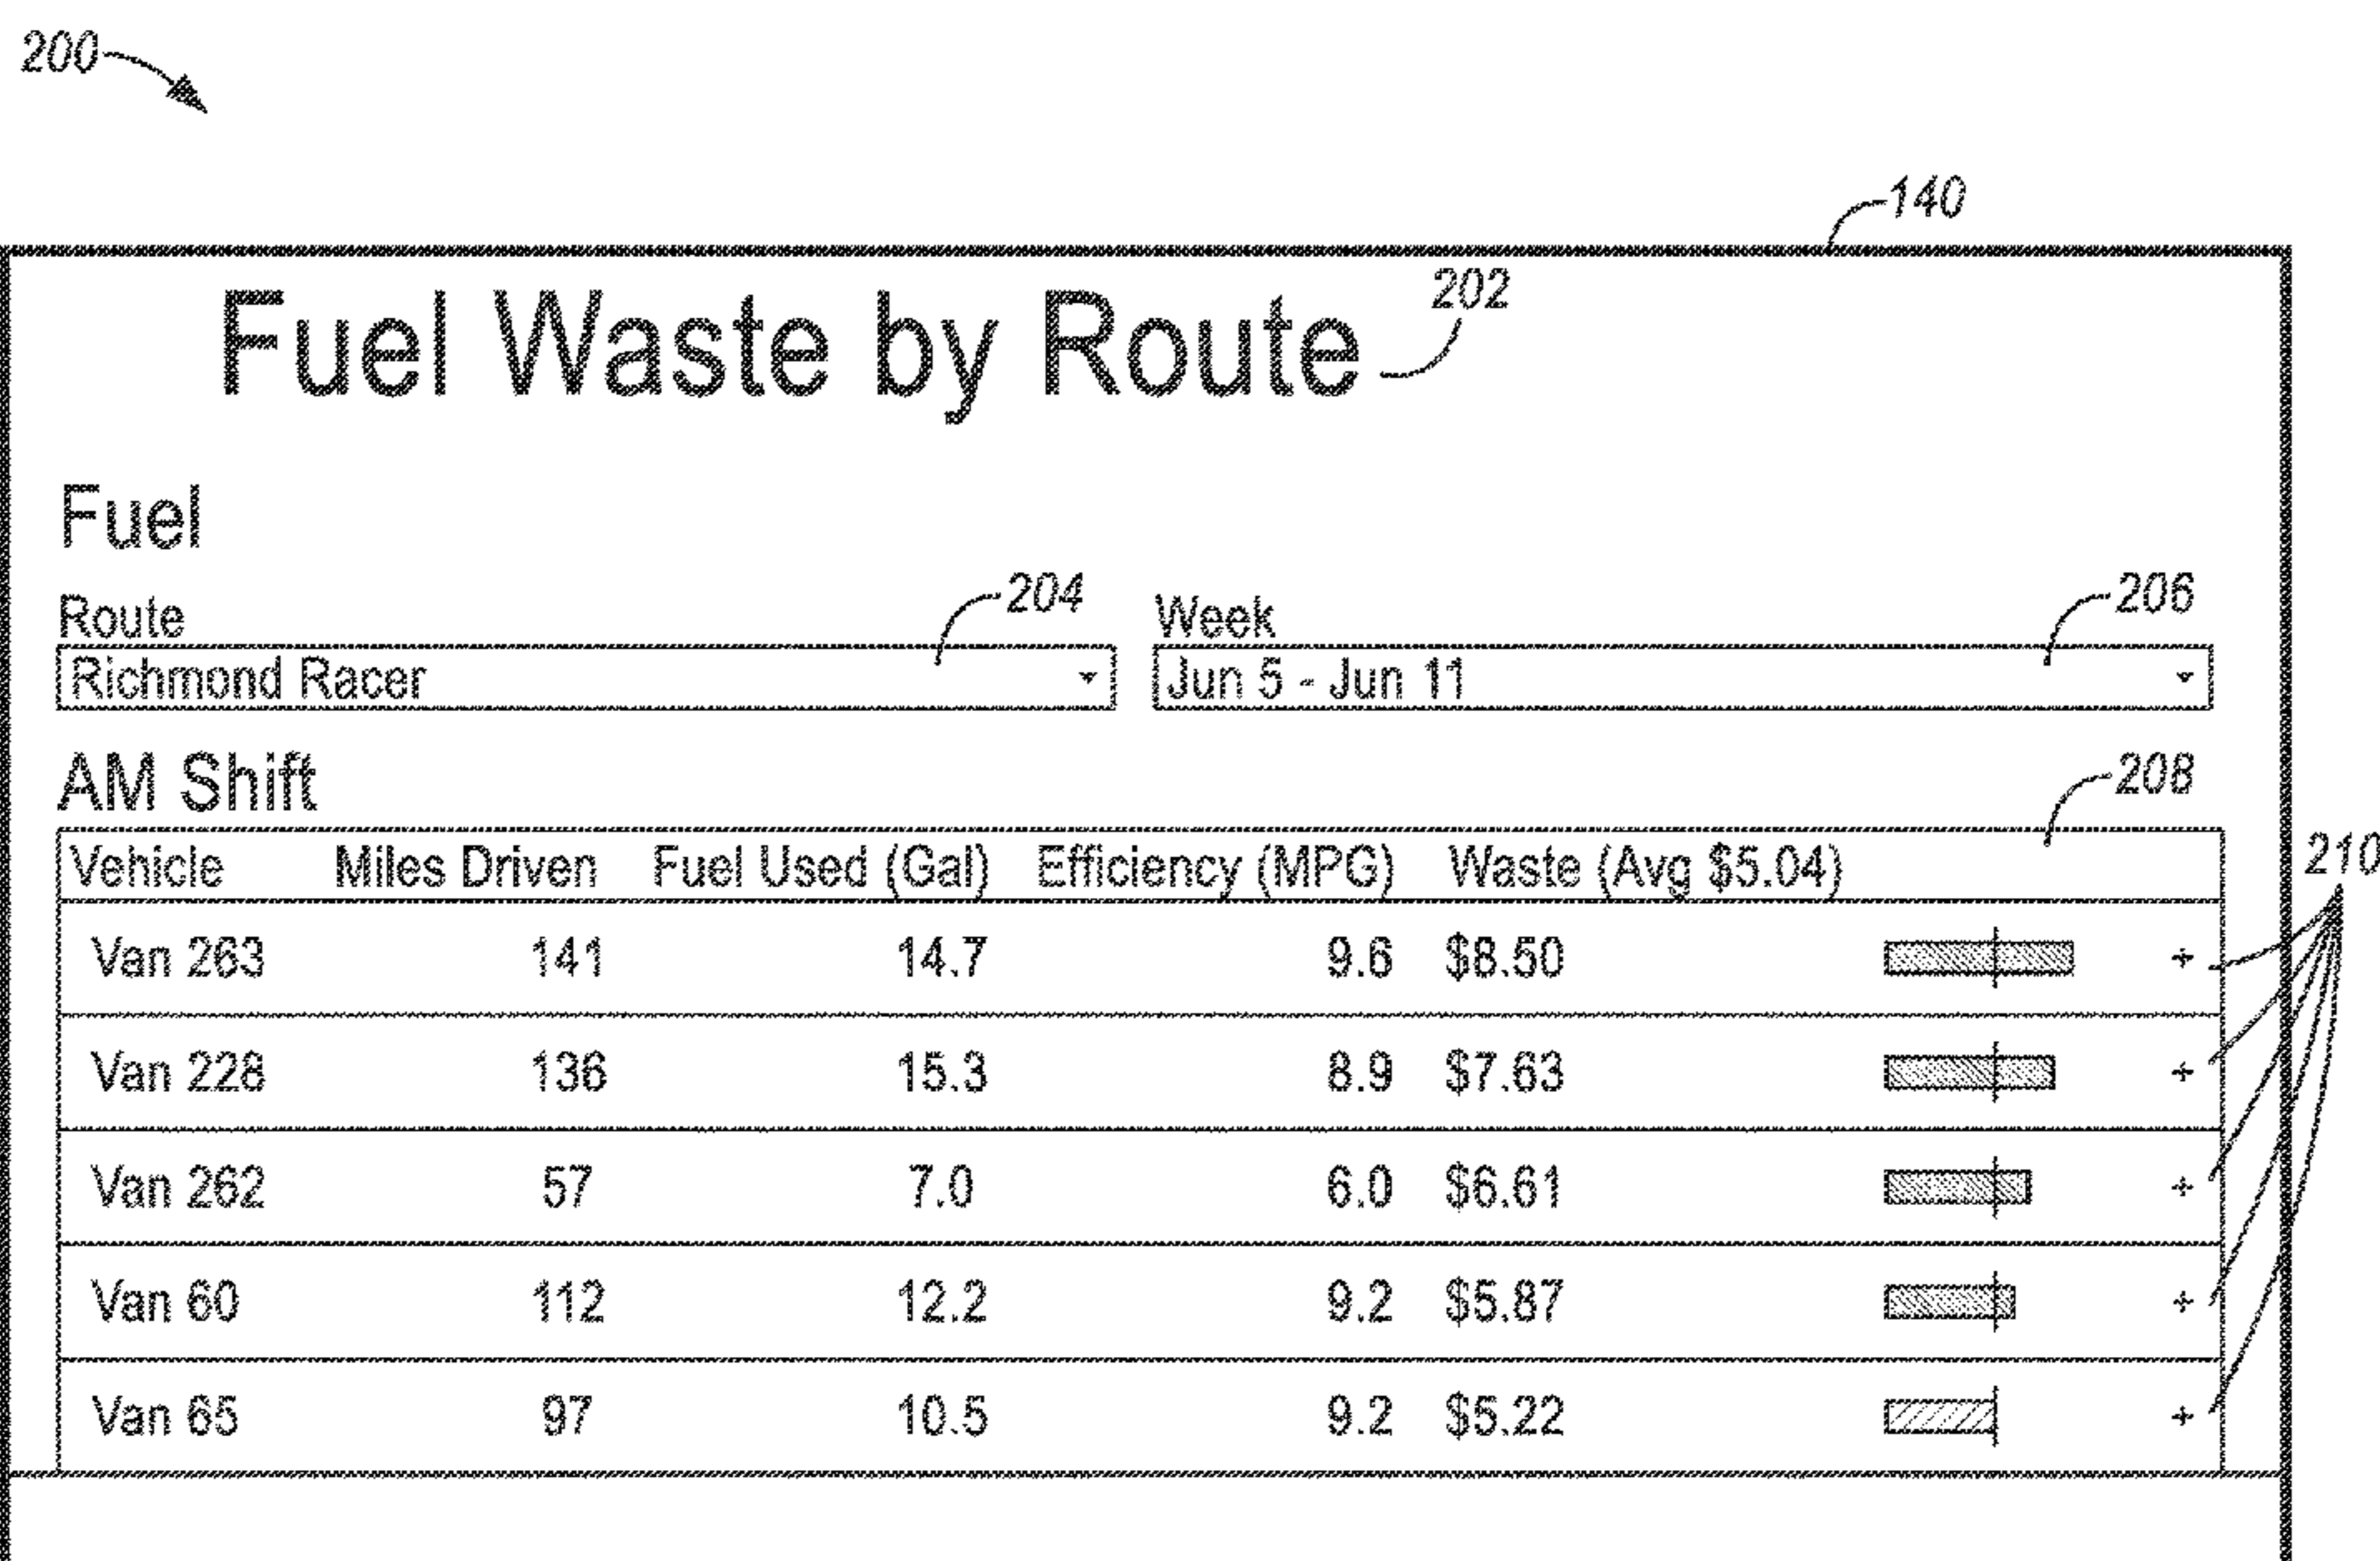 200
140
Fuel Waste by Route 202
Fuel
204 206
Route Week
Richmond Racer Jun 5 - Jun 11
AM Shift 208
210
Vehicle Miles Driven Fuel Used (Gal) Efficiency (MPG) Waste (Avg $5.04)
Van 263 141 14.7 9.6 $8.50 +
Van 228 136 15.3 8.9 $7.63 +
Van 262 57 7.0 6.0 $6.61 +
Van 60 112 12.2 9.2 $5.87 +
Van 65 97 10.5 9.2 $5.22 +